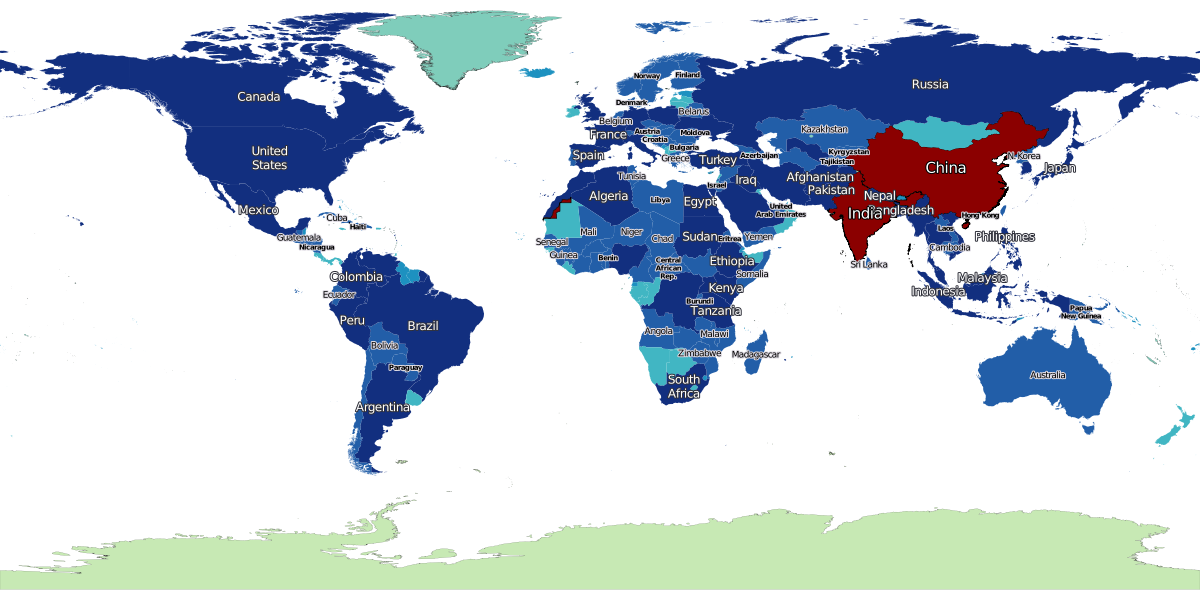 Canada
United
States
Mexico
Cuba
Haiti
Guatemala
Nicaragua
Colombia
Ecuador
Peru
Brazil
Bolivia
Paraguay
Argentina
Norway
Finland
Denmark
Belarus
Belgium
France
Austria
Croatia
Moldova
Bulgaria
Greece
Spain
Turkey
Azerbaijan
Russia
Kazakhstan
Kyrgyzstan
Tajikistan
Afghanistan
Pakistan
China
N. Korea
Japan
Nepal
India
Bangladesh
Hong Kong
Laos
Cambodia
Philippines
Sri Lanka
Malaysia
Indonesia
Papua
New Guinea
Australia
Tunisia
Algeria
Libya
Egypt
Israel
Iraq
United
Arab Emirates
Yemen
Mali
Niger
Chad
Sudan
Eritrea
Senegal
Guinea
Benin
Central
African
Rep.
Ethiopia
Somalia
Kenya
Burundi
Tanzania
Angola
Malawi
Zimbabwe
Madagascar
South
Africa